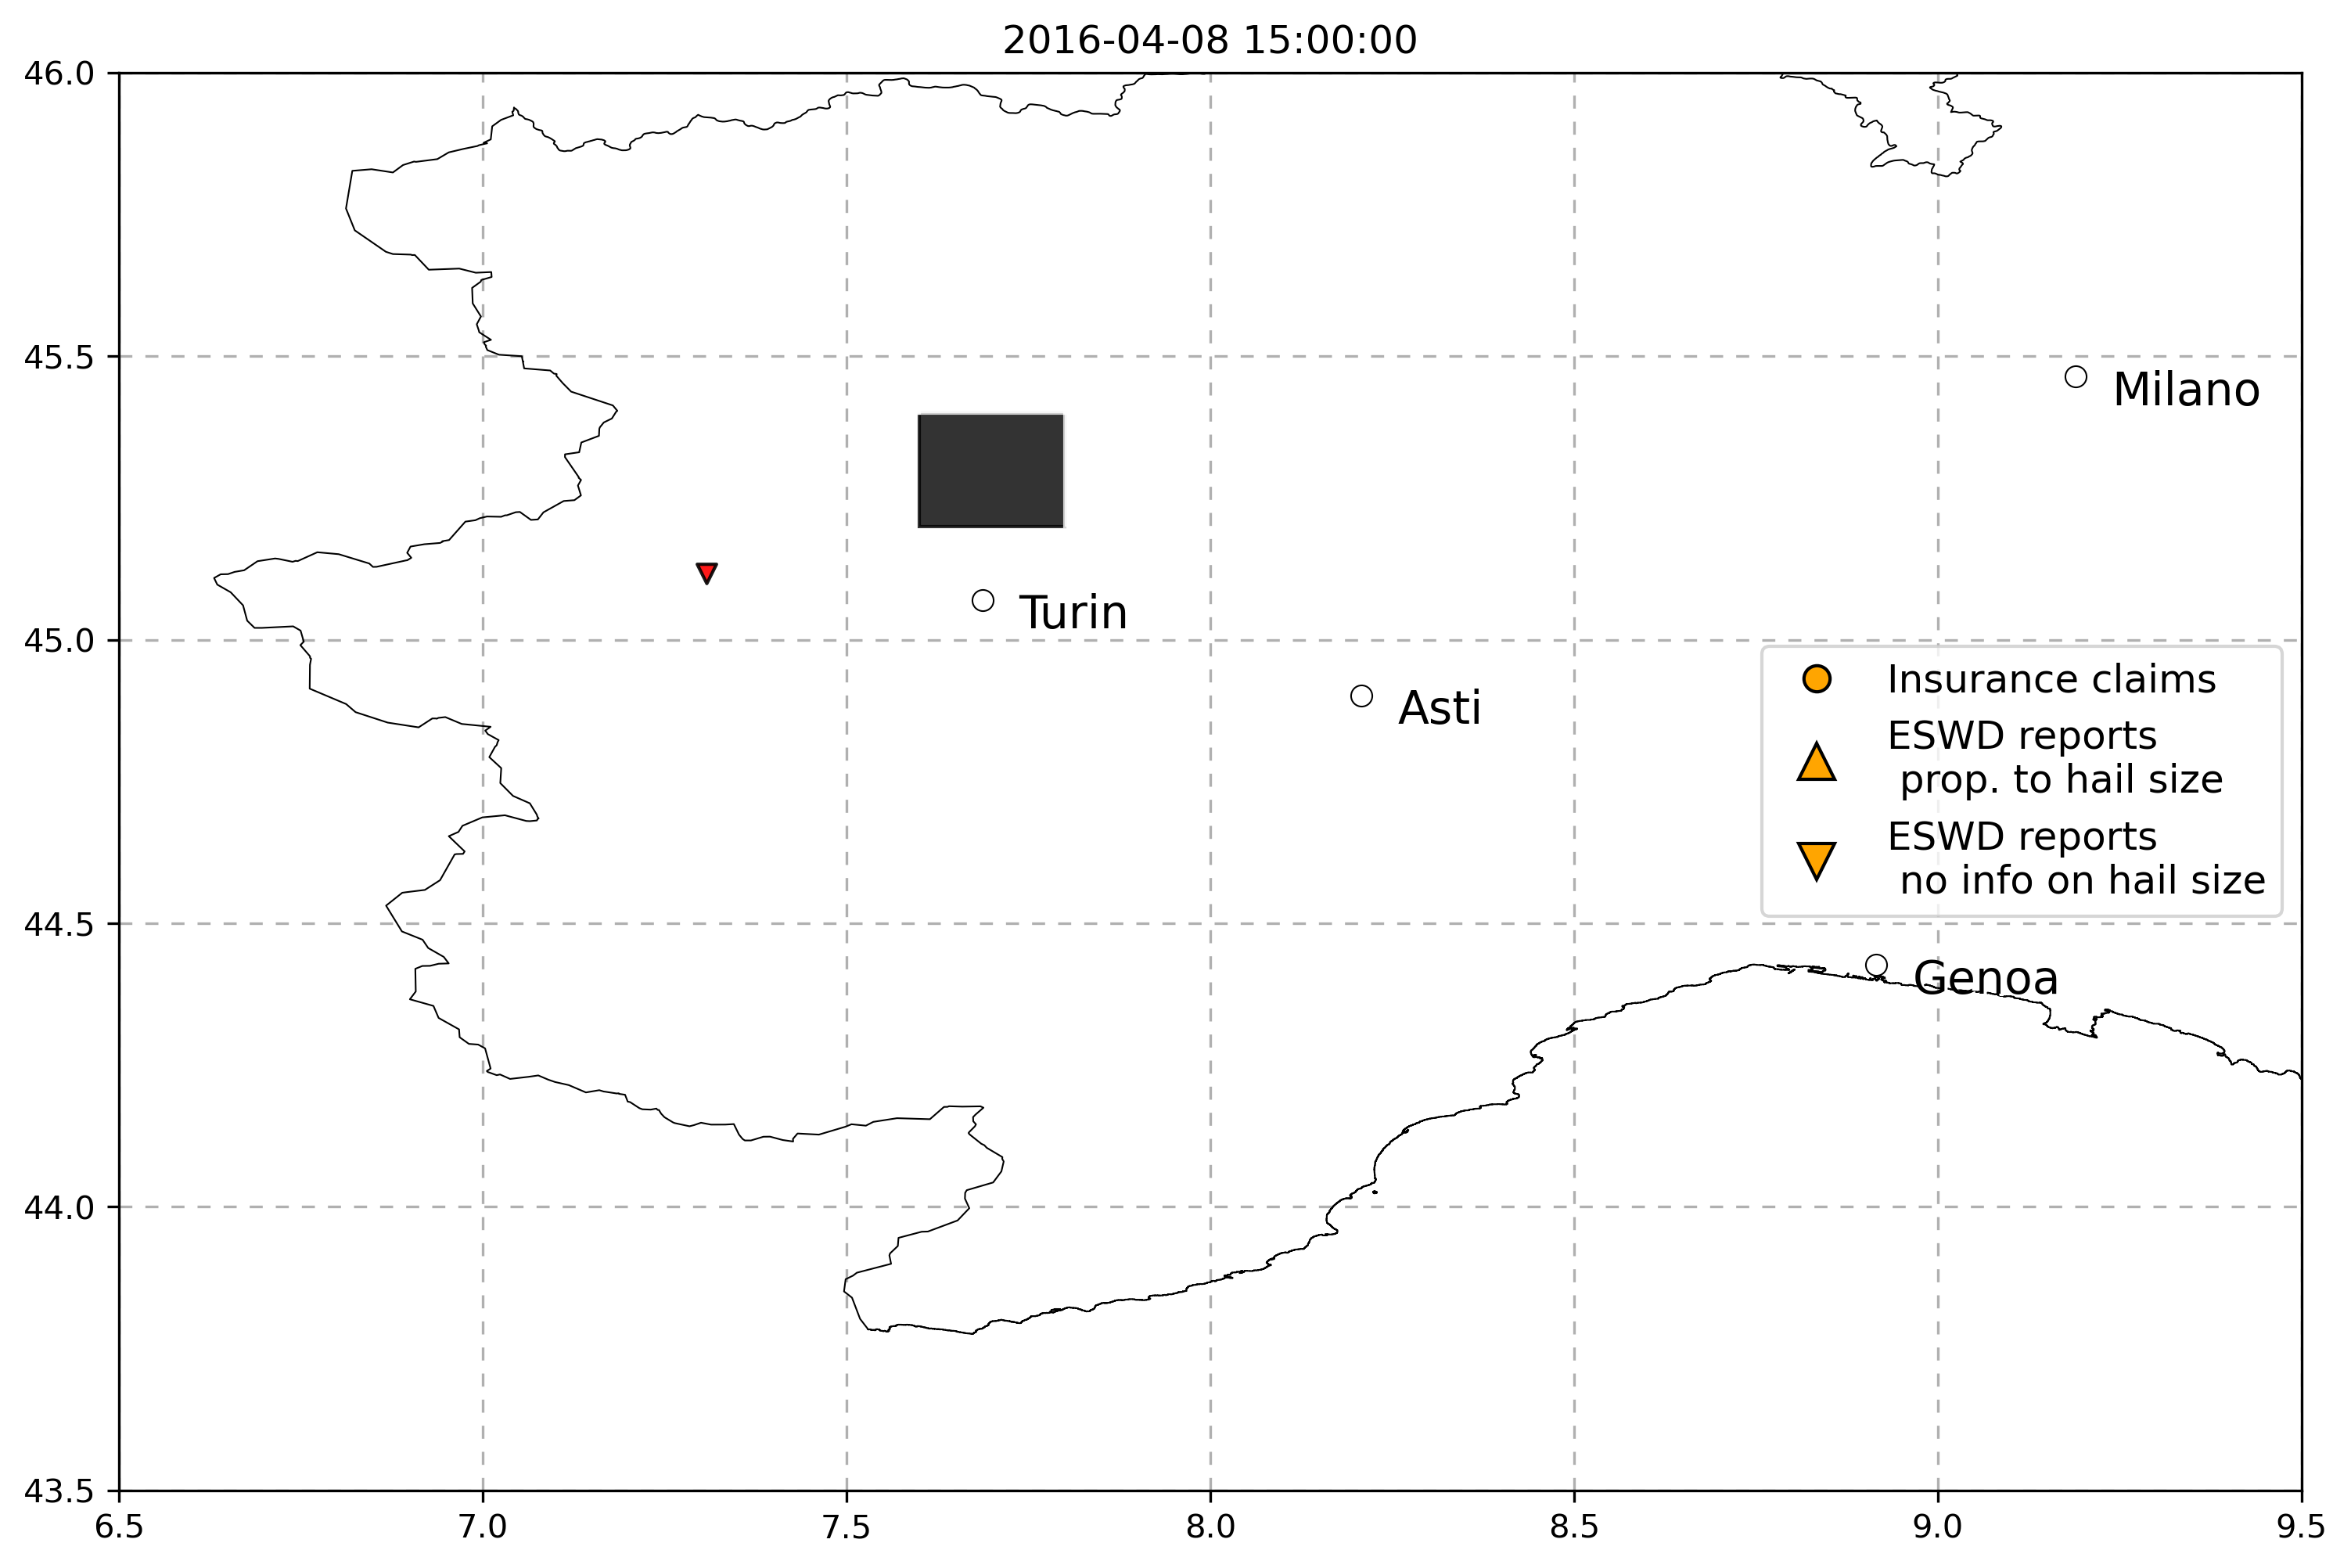 2016-04-08 15:00:00
46.0
45.5
45.0
44.5
44.0
43.5
6.5
7.0
7.5
8.0
8.5
9.0
9.5
Milano
Turin
Asti
Genoa
Insurance claims
ESWD reports
prop. to hail size
ESWD reports
no info on hail size